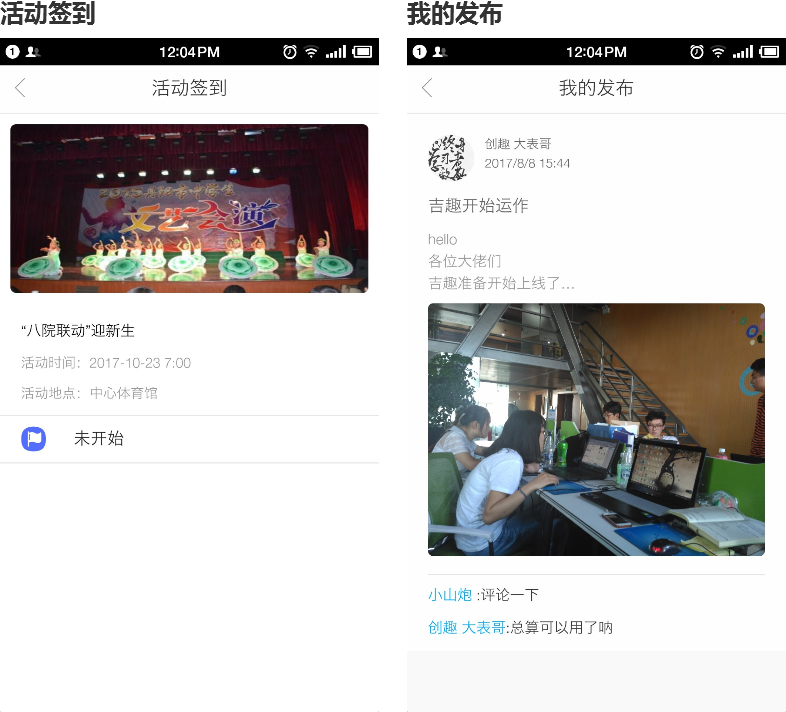 活动签到
12:04PM
活动签到
文艺会演
“八院联动”迎新生
活动时间：2017-10-23 7:00
活动地点：中心体育馆
未开始
我的发布
12:04PM
我的发布
创趣 大表哥
2017/8/8 15:44
吉趣开始运作
hello
各位大佬们
吉趣准备开始上线了...
小山炮 :评论一下
创趣 大表哥:总算可以用了呐